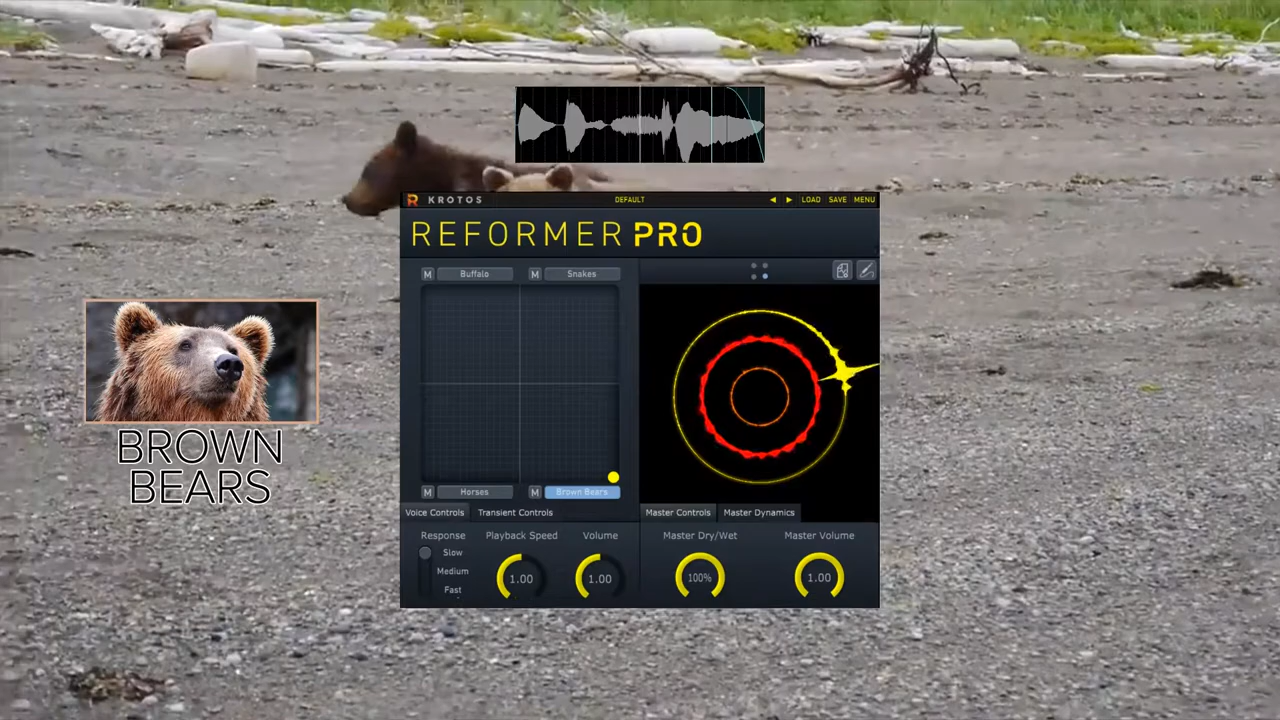 KROTOS
DEFAULT
LOAD SAVE MENU
REFORMER PRO
M Buffalo M Snakes
BROWN
BEARS
M Horses M Brown Bears
Voice Controls Transient Controls Master Controls Master Dynamics
Response Playback Speed Volume Master Dry/Wet Master Volume
Slow
Medium
Fast
1.00 1.00 100% 1.00